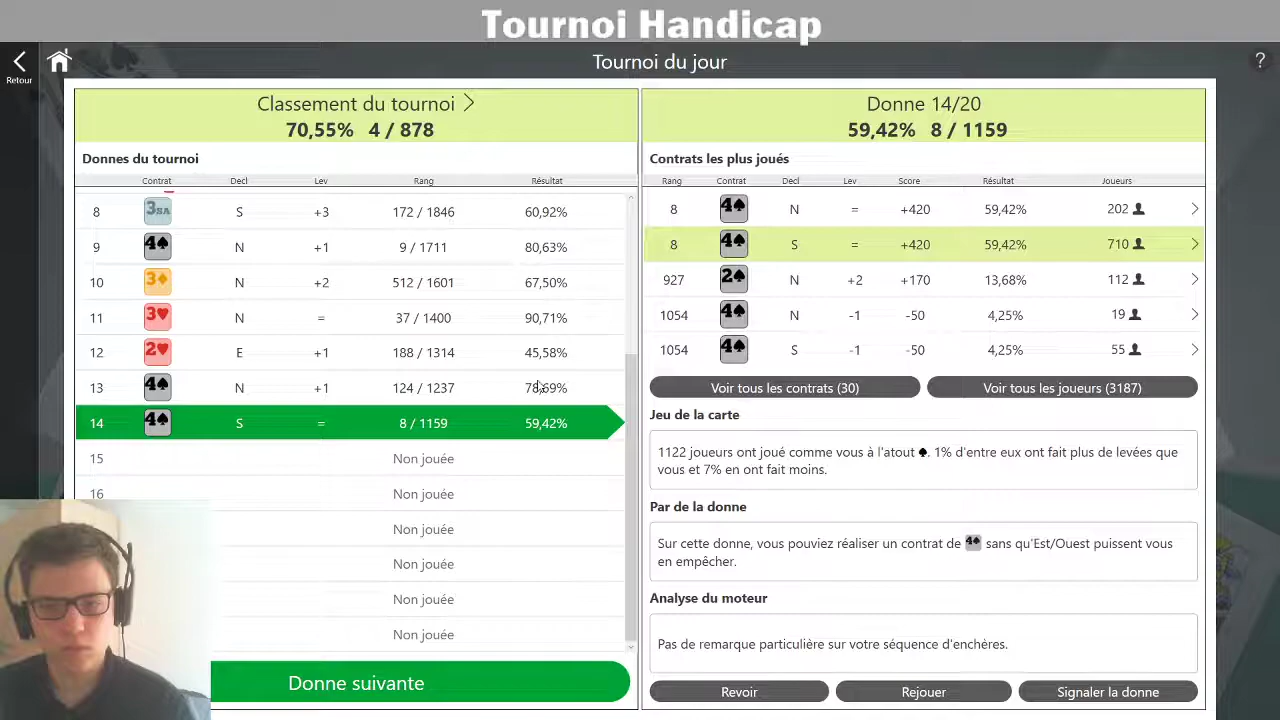 Tournoi Handicap
Retour
Tournoi du jour
?
Classement du tournoi >
70,55% 4 / 878
Donnes du tournoi
Contrat Decl Lev Rang Résultat
8 3SA S +3 172 / 1846 60,92%
9 4♠ N +1 9 / 1711 80,63%
10 3♦ N +2 512 / 1601 67,50%
11 3♥ N = 37 / 1400 90,71%
12 2♥ E +1 188 / 1314 45,58%
13 4♠ N +1 124 / 1237 78,69%
14 4♠ S = 8 / 1159 59,42%
15 Non jouée
16 Non jouée
Non jouée
Non jouée
Non jouée
Non jouée
Donne suivante
Donne 14/20
59,42% 8 / 1159
Contrats les plus joués
Rang Contrat Decl Lev Score Résultat Joueurs
8 4♠ N = +420 59,42% 202
8 4♠ S = +420 59,42% 710
927 2♠ N +2 +170 13,68% 112
1054 4♠ N -1 -50 4,25% 19
1054 4♠ S -1 -50 4,25% 55
Voir tous les contrats (30) Voir tous les joueurs (3187)
Jeu de la carte
1122 joueurs ont joué comme vous à l'atout ♠. 1% d'entre eux ont fait plus de levées que
vous et 7% en ont fait moins.
Par de la donne
Sur cette donne, vous pouviez réaliser un contrat de 4♠ sans qu'Est/Ouest puissent vous
en empêcher.
Analyse du moteur
Pas de remarque particulière sur votre séquence d'enchères.
Revoir Rejouer Signaler la donne